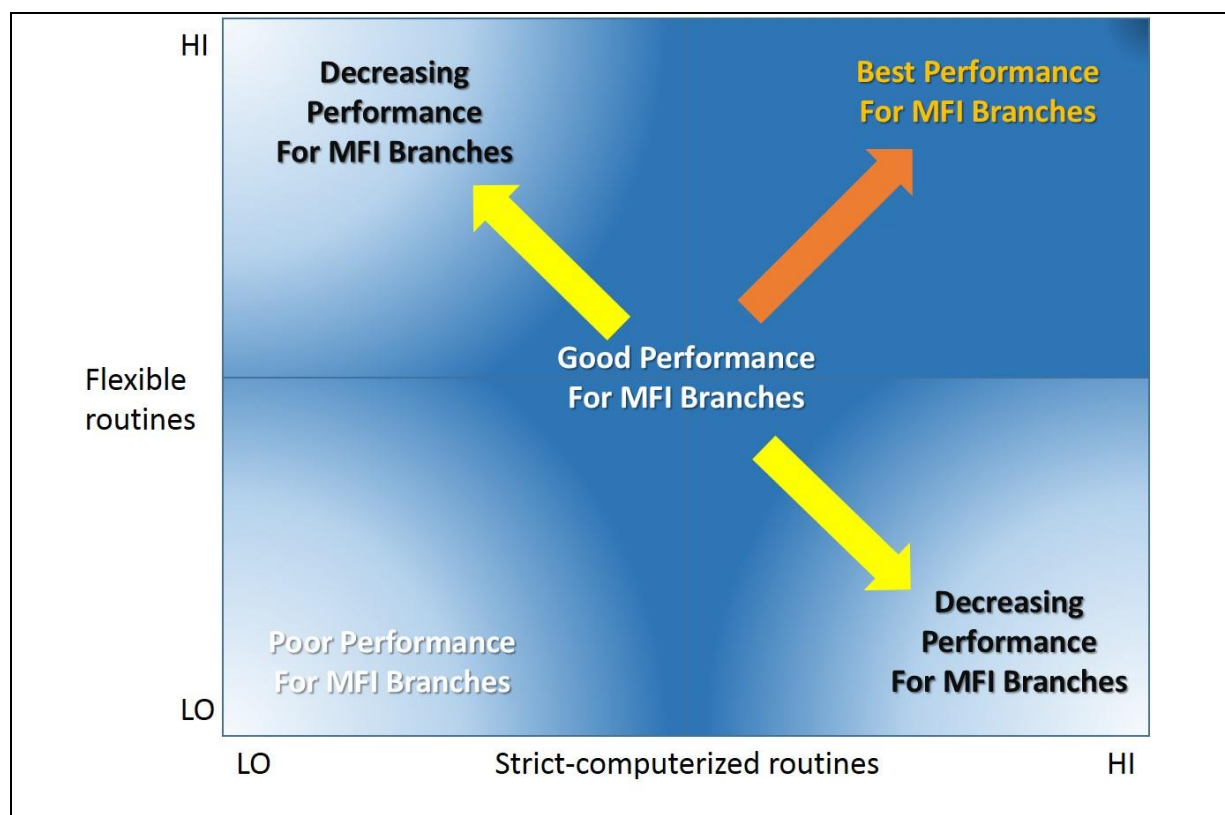 HI
Decreasing
Performance
For MFI Branches
Best Performance
For MFI Branches
Flexible
routines
Good Performance
For MFI Branches
Poor Performance
For MFI Branches
Decreasing
Performance
For MFI Branches
LO
LO
Strict-computerized routines
HI